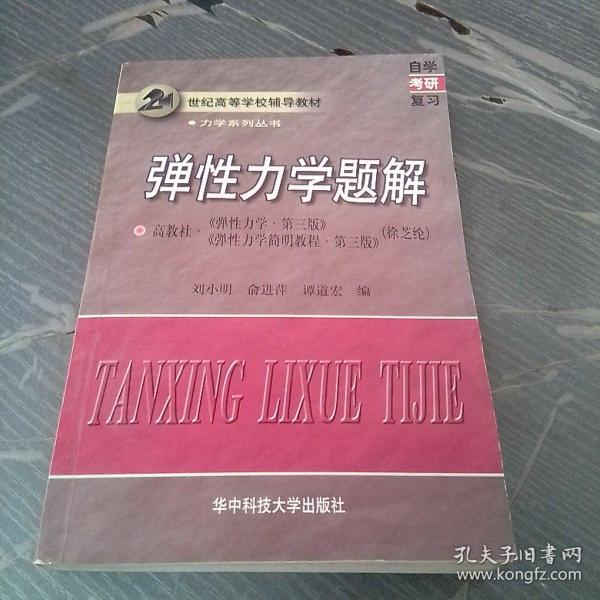 自学
考研
复习
21世纪高等学校辅导教材
•力学系列丛书
弹性力学题解
高教社·《弹性力学·第三版》
《弹性力学简明教程·第三版》(徐芝纶)
刘小明 俞进萍 谭道宏 编
TANXING LIXUE TIJIE
华中科技大学出版社
孔夫子旧书网
www.kongfz.com